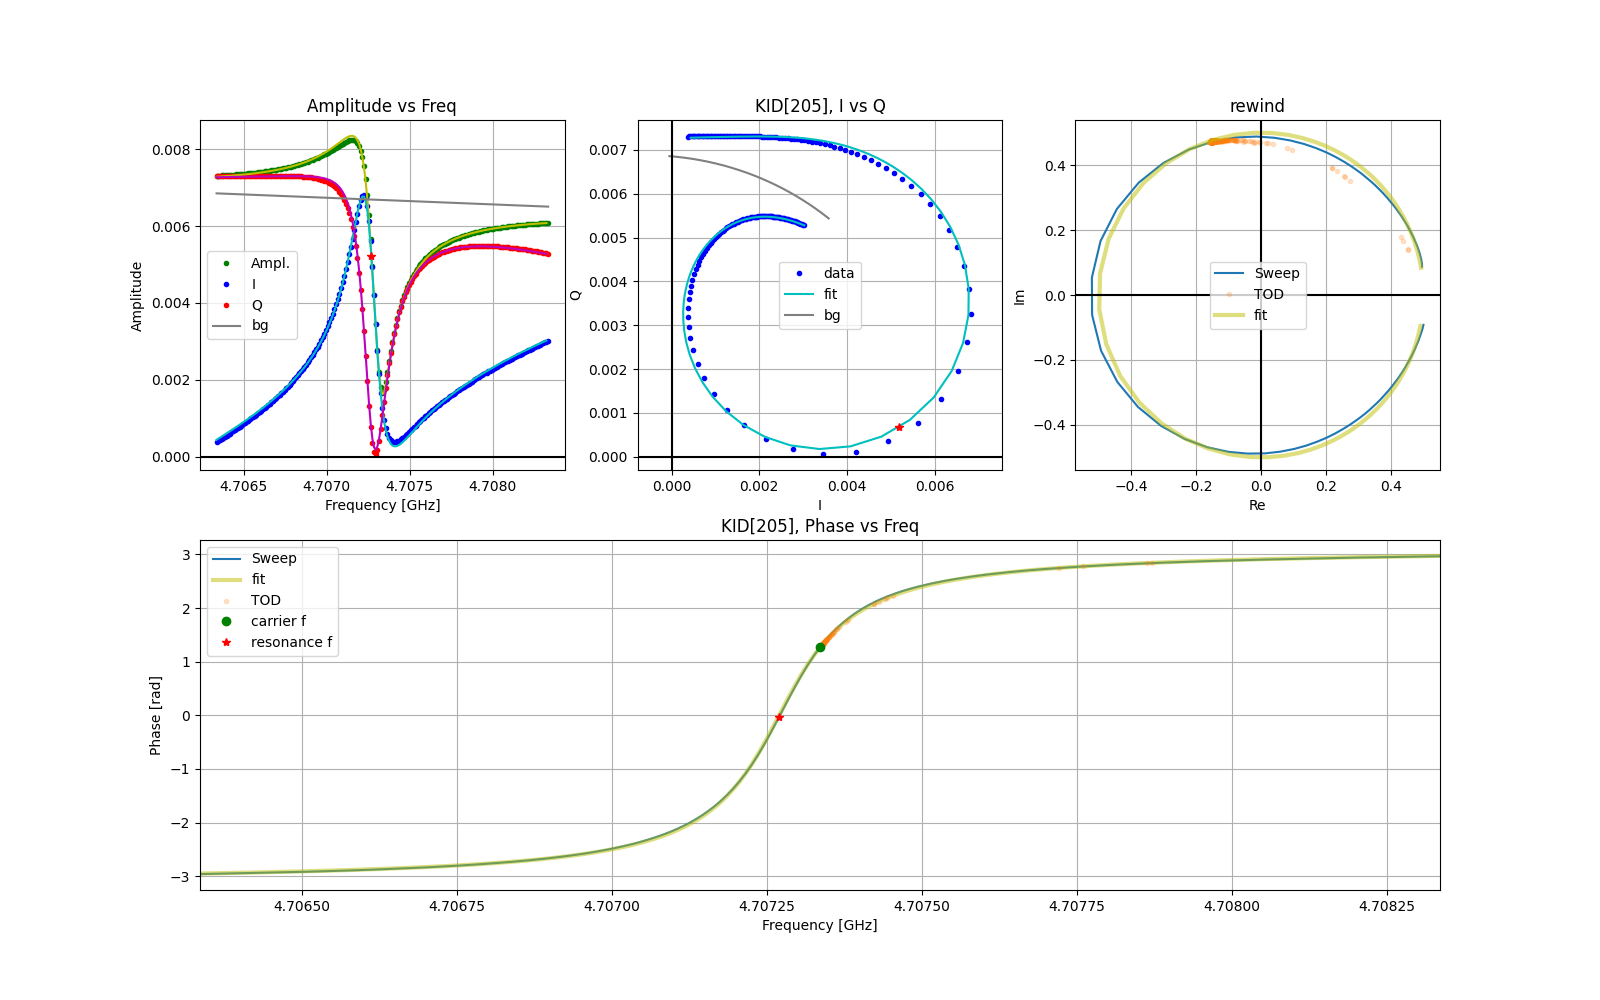 Amplitude vs Freq
Amplitude
0.008
0.006
0.004
0.002
0.000
Ampl.
I
Q
bg
4.7065 4.7070 4.7075 4.7080
Frequency [GHz]
KID[205], I vs Q
Q
0.007
0.006
0.005
0.004
0.003
0.002
0.001
0.000
data
fit
bg
0.000 0.002 0.004 0.006
I
rewind
Im
0.4
0.2
0.0
−0.2
−0.4
Sweep
TOD
fit
−0.4 −0.2 0.0 0.2 0.4
Re
KID[205], Phase vs Freq
Phase [rad]
3
2
1
0
−1
−2
−3
Sweep
fit
TOD
carrier f
resonance f
4.70650 4.70675 4.70700 4.70725 4.70750 4.70775 4.70800 4.70825
Frequency [GHz]